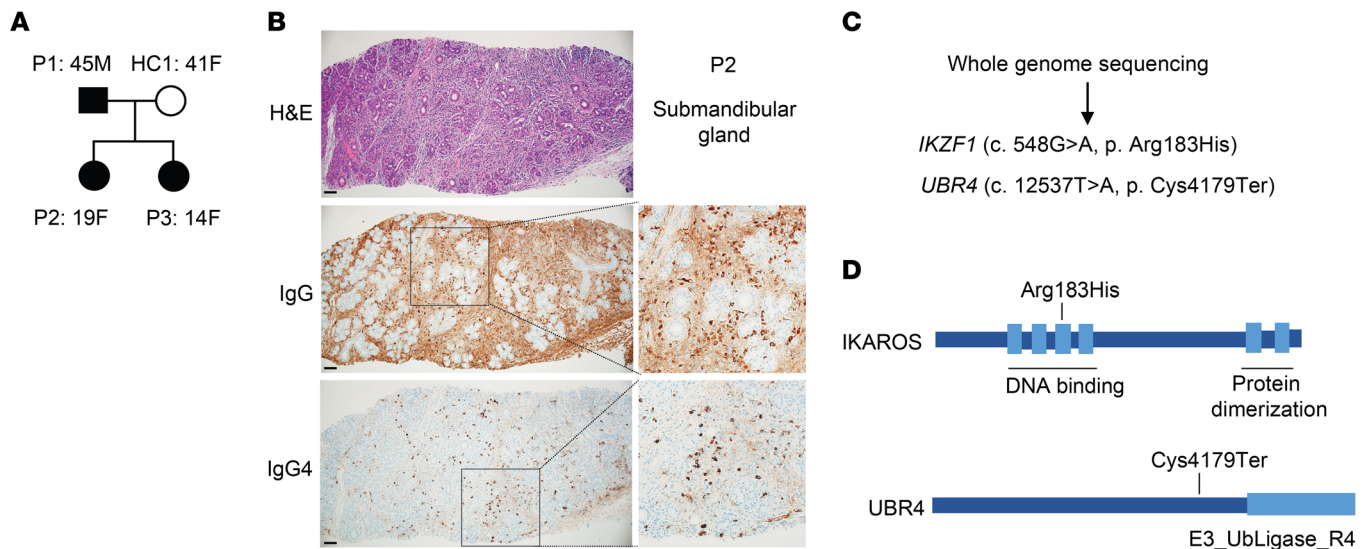 A
P1: 45M HC1: 41F
P2: 19F P3: 14F
B
H&E
P2
Submandibular
gland
IgG
IgG4
C
Whole genome sequencing
IKZF1 (c. 548G>A, p. Arg183His)
UBR4 (c. 12537T>A, p. Cys4179Ter)
D
Arg183His
IKAROS
DNA binding
Protein
dimerization
Cys4179Ter
UBR4
E3_UbLigase_R4